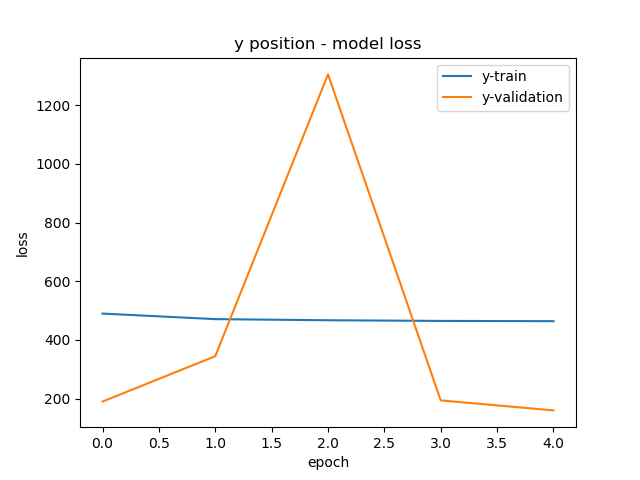 y position - model loss
y-train
y-validation
1200
1000
800
600
400
200
loss
0.0 0.5 1.0 1.5 2.0 2.5 3.0 3.5 4.0
epoch